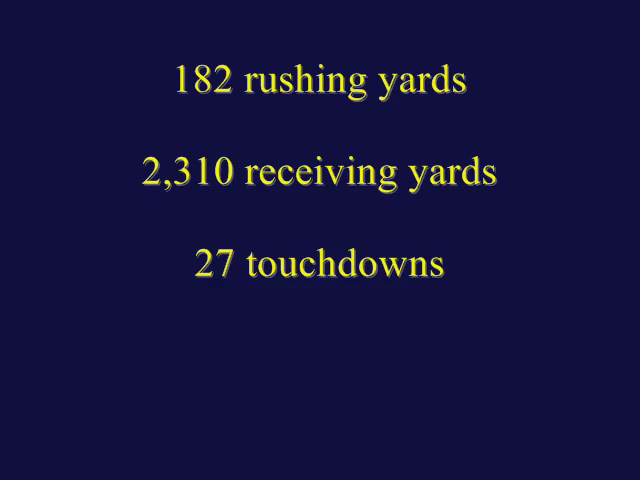 182 rushing yards
2,310 receiving yards
27 touchdowns